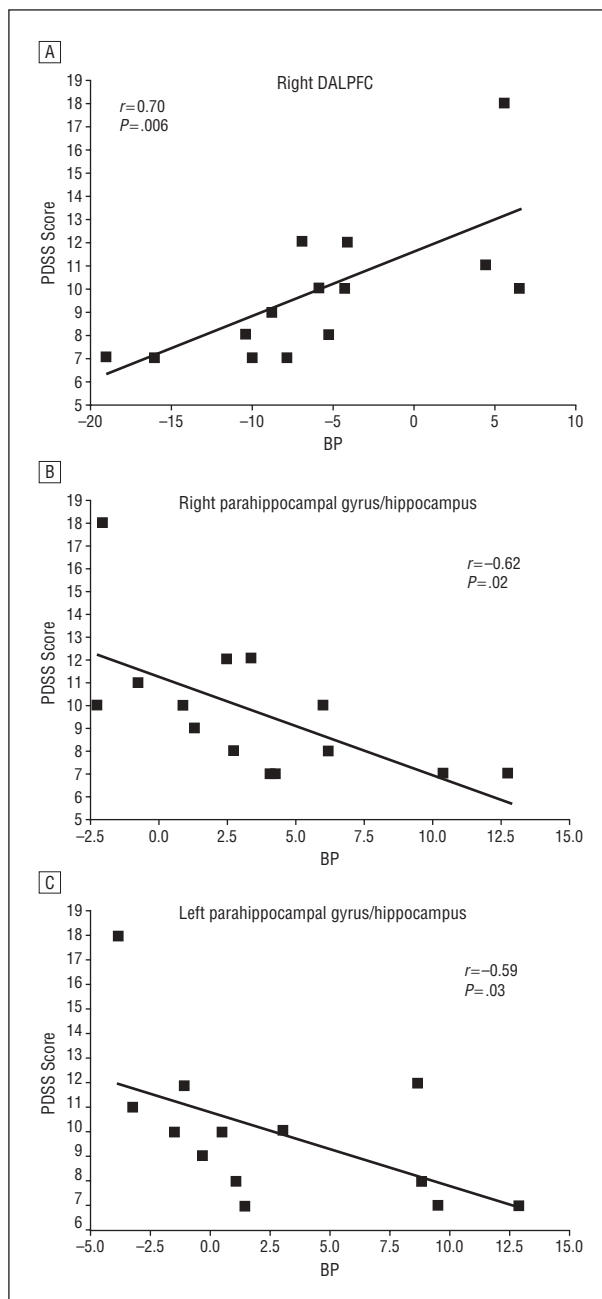 A
Right DALPFC
r=0.70
P=.006
PDSS Score
19
18
17
16
15
14
13
12
11
10
9
8
7
6
5
–20 –15 –10 –5 0 5 10
BP
B
Right parahippocampal gyrus/hippocampus
r=–0.62
P=.02
PDSS Score
19
18
17
16
15
14
13
12
11
10
9
8
7
6
5
–2.5 0.0 2.5 5.0 7.5 10.0 12.5 15.0
BP
C
Left parahippocampal gyrus/hippocampus
r=–0.59
P=.03
PDSS Score
19
18
17
16
15
14
13
12
11
10
9
8
7
6
–5.0 –2.5 0.0 2.5 5.0 7.5 10.0 12.5 15.0
BP